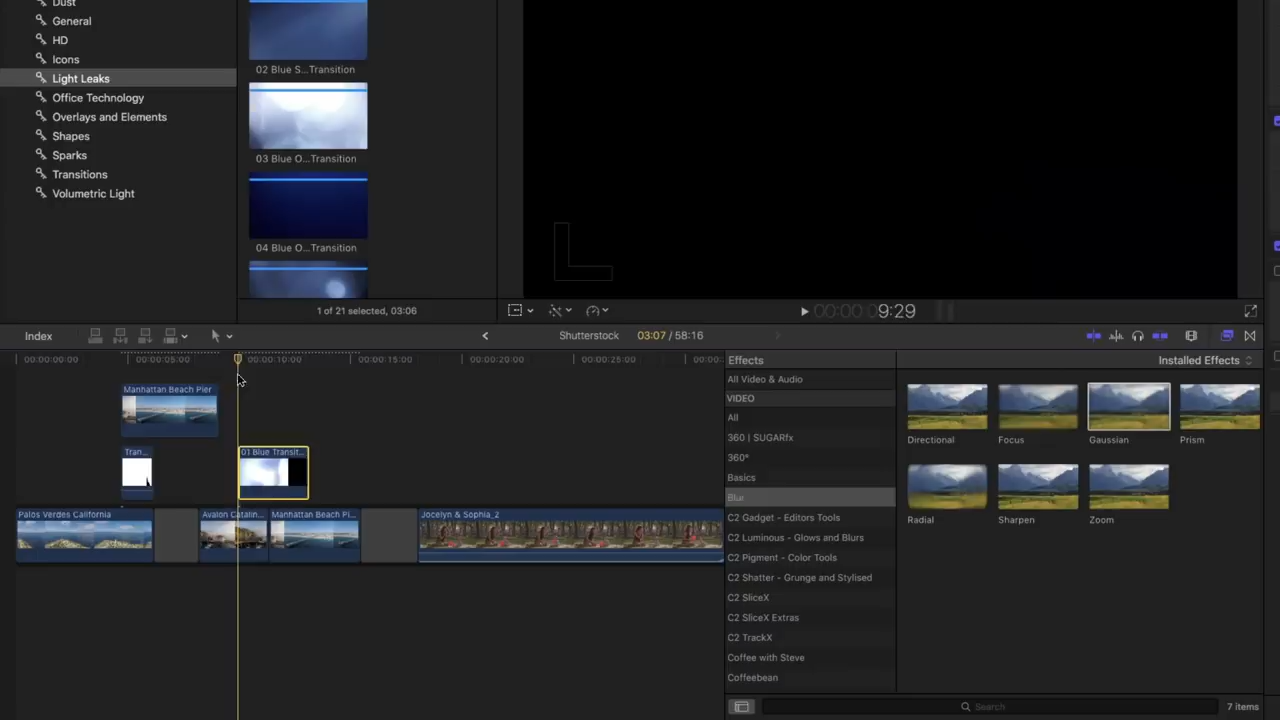 Dust
General
HD
Icons
Light Leaks
Office Technology
Overlays and Elements
Shapes
Sparks
Transitions
Volumetric Light
02 Blue S...Transition
03 Blue O...Transition
04 Blue O...Transition
1 of 21 selected, 03:06
00:00:09:29
Index
Shutterstock
03:07 / 58:16
00:00:00:00
00:00:05:00
00:00:10:00
00:00:15:00
00:00:20:00
00:00:25:00
00:00:
Manhattan Beach Pier
Tran...
01 Blue Transit...
Palos Verdes California
Avalon Catalin...
Manhattan Beach Pi...
Jocelyn & Sophia_2
Effects
Installed Effects
All Video & Audio
VIDEO
All
360 | SUGARfx
360°
Basics
Blur
C2 Gadget - Editors Tools
C2 Luminous - Glows and Blurs
C2 Pigment - Color Tools
C2 Shatter - Grunge and Stylised
C2 SliceX
C2 SliceX Extras
C2 TrackX
Coffee with Steve
Coffeebean
Directional
Focus
Gaussian
Prism
Radial
Sharpen
Zoom
Search
7 items